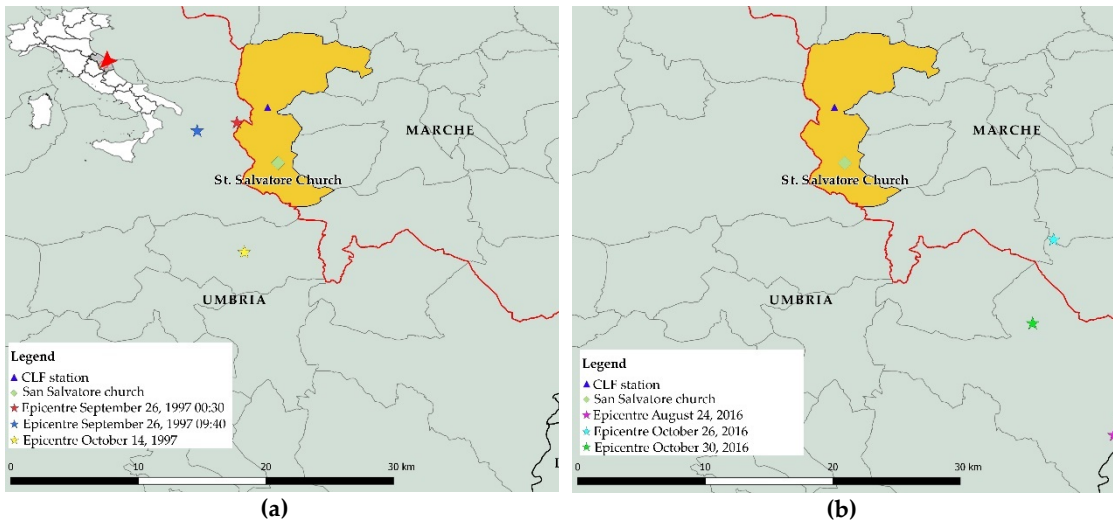 MARCHE
St. Salvatore Church
UMBRIA
Legend
CLF station
San Salvatore church
Epicentre September 26, 1997 00:30
Epicentre September 26, 1997 09:40
Epicentre October 14, 1997
0 10 20 30 km
(a)
MARCHE
St. Salvatore Church
UMBRIA
Legend
CLF station
San Salvatore church
Epicentre August 24, 2016
Epicentre October 26, 2016
Epicentre October 30, 2016
0 10 20 30 km
(b)